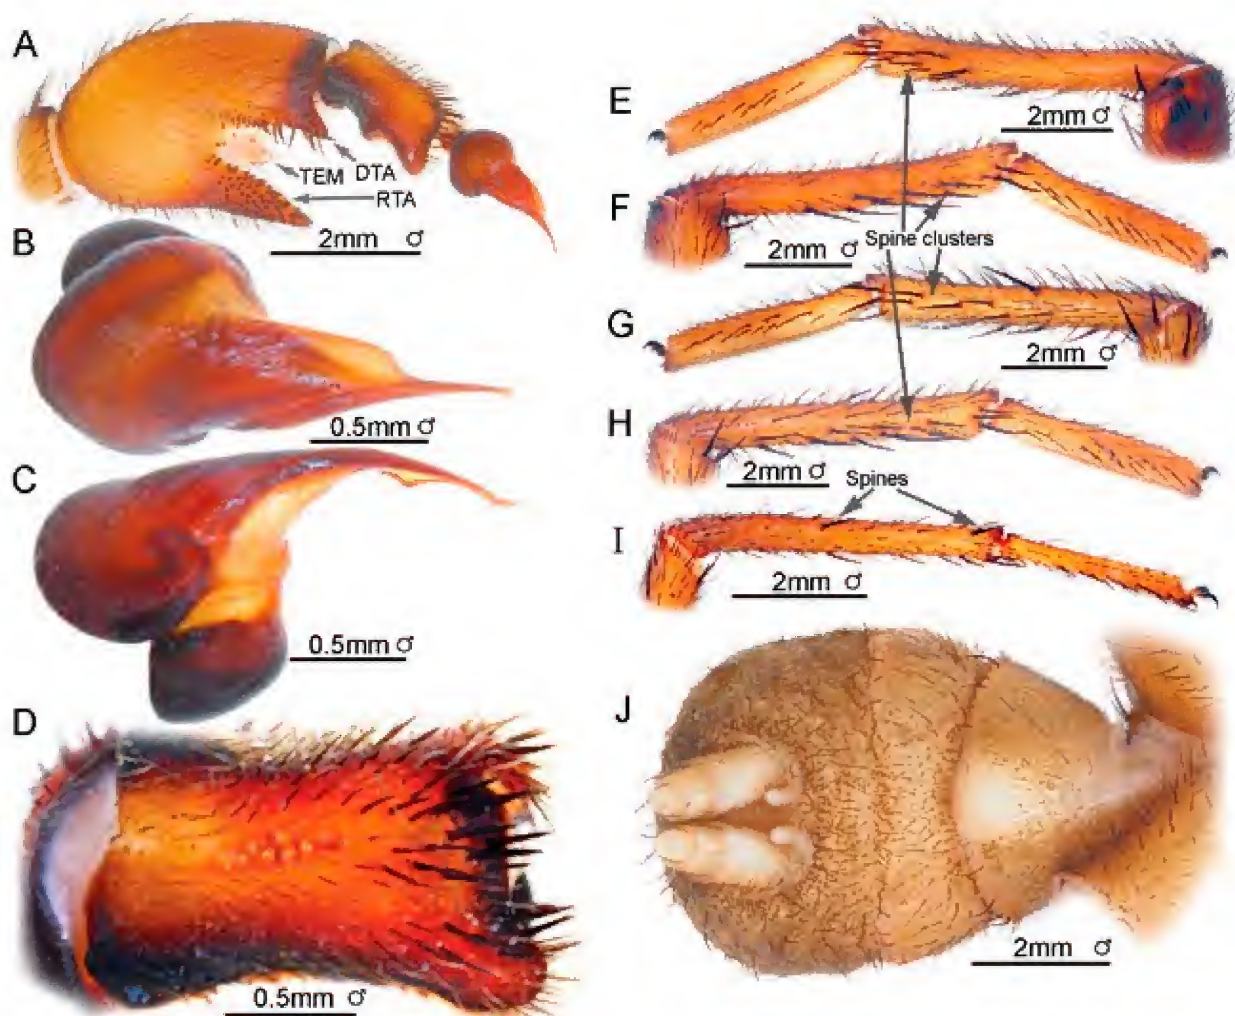 A
TEM DTA
RTA
2mm ♂
B
0.5mm ♂
C
0.5mm ♂
D
0.5mm ♂
E
2mm ♂
F
Spine clusters
2mm ♂
G
2mm ♂
H
2mm ♂
Spines
I
2mm ♂
J
2mm ♂